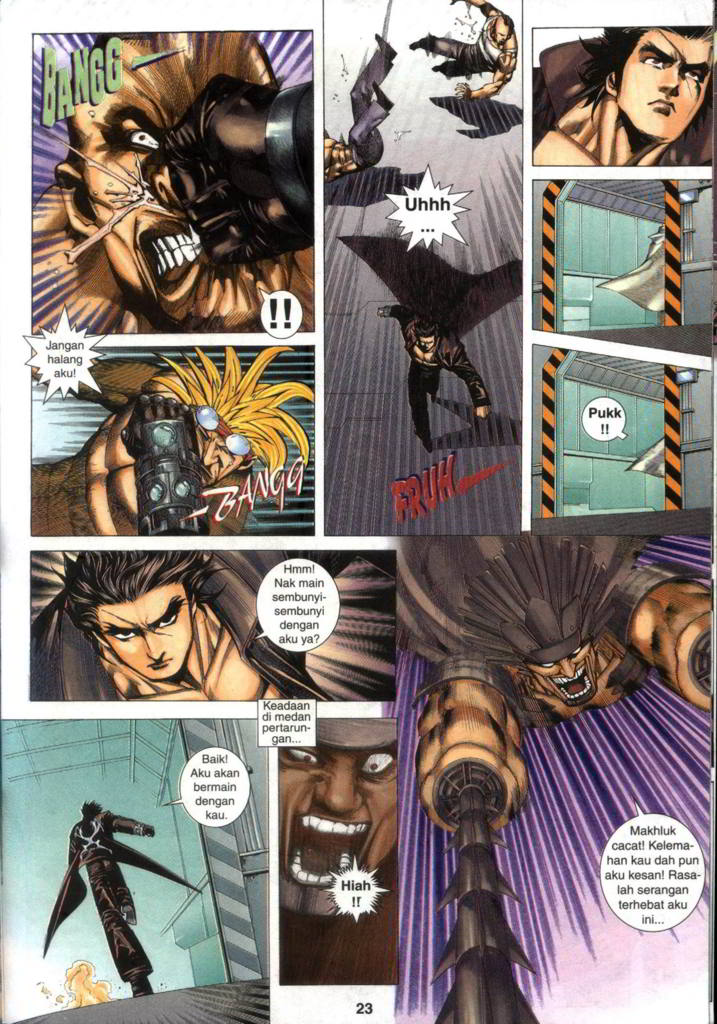 BANGG
!!
Jangan
halang
aku!
BANGG
Uhhh
...
FRUH
Pukk
!!
Hmm!
Nak main
sembunyi-
sembunyi
dengan
aku ya?
Baik!
Aku akan
bermain
dengan
kau.
Keadaan
di medan
pertarun-
gan...
Hiah
!!
Makhluk
cacat! Kelema-
han kau dah pun
aku kesan! Rasa-
lah serangan
terhebat aku
ini...
23